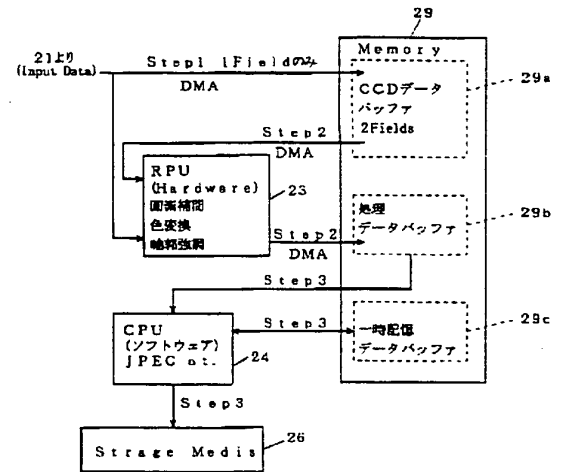 29
Memory
21より
(Input Data)
Step1 1Fieldのみ
DMA
CCDデータ
バッファ
2Fields
29a
Step2
DMA
RPU
(Hardware)
画素補間
色変換
輪郭強調
23
Step2
DMA
処理
データバッファ
29b
Step3
CPU
(ソフトウェア)
JPEC et.
24
Step3
一時記憶
データバッファ
29c
Step3
Strage Medis
26